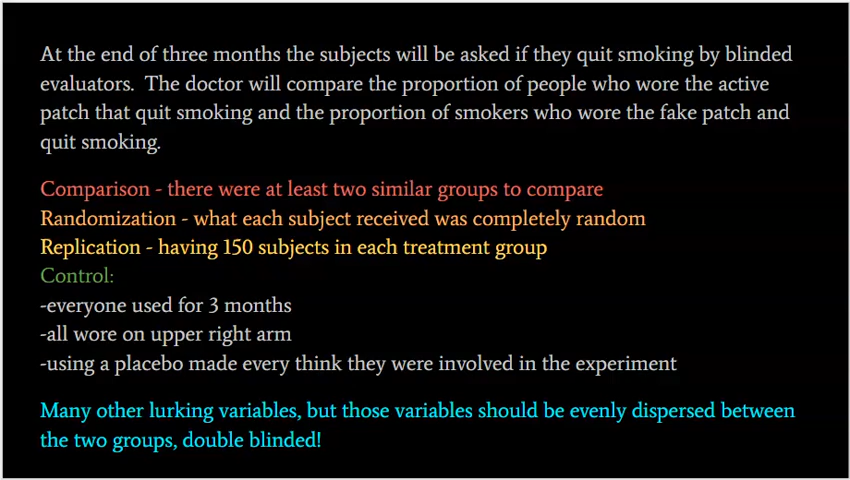 At the end of three months the subjects will be asked if they quit smoking by blinded
evaluators.  The doctor will compare the proportion of people who wore the active
patch that quit smoking and the proportion of smokers who wore the fake patch and
quit smoking.
Comparison - there were at least two similar groups to compare
Randomization - what each subject received was completely random
Replication - having 150 subjects in each treatment group
Control:
-everyone used for 3 months
-all wore on upper right arm
-using a placebo made every think they were involved in the experiment
Many other lurking variables, but those variables should be evenly dispersed between
the two groups, double blinded!